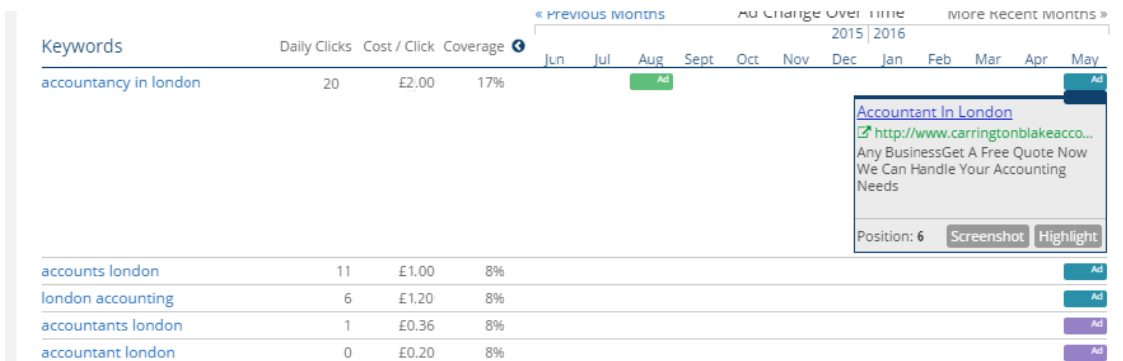 « Previous Months Ad Change Over Time More Recent Months »
2015 2016
Keywords Daily Clicks Cost / Click Coverage
Jun Jul Aug Sept Oct Nov Dec Jan Feb Mar Apr May
accountancy in london 20 £2.00 17% Ad Ad
Accountant In London
http://www.carringtonblakeacco...
Any BusinessGet A Free Quote Now
We Can Handle Your Accounting
Needs
Position: 6 Screenshot Highlight
accounts london 11 £1.00 8% Ad
london accounting 6 £1.20 8% Ad
accountants london 1 £0.36 8% Ad
accountant london 0 £0.20 8% Ad